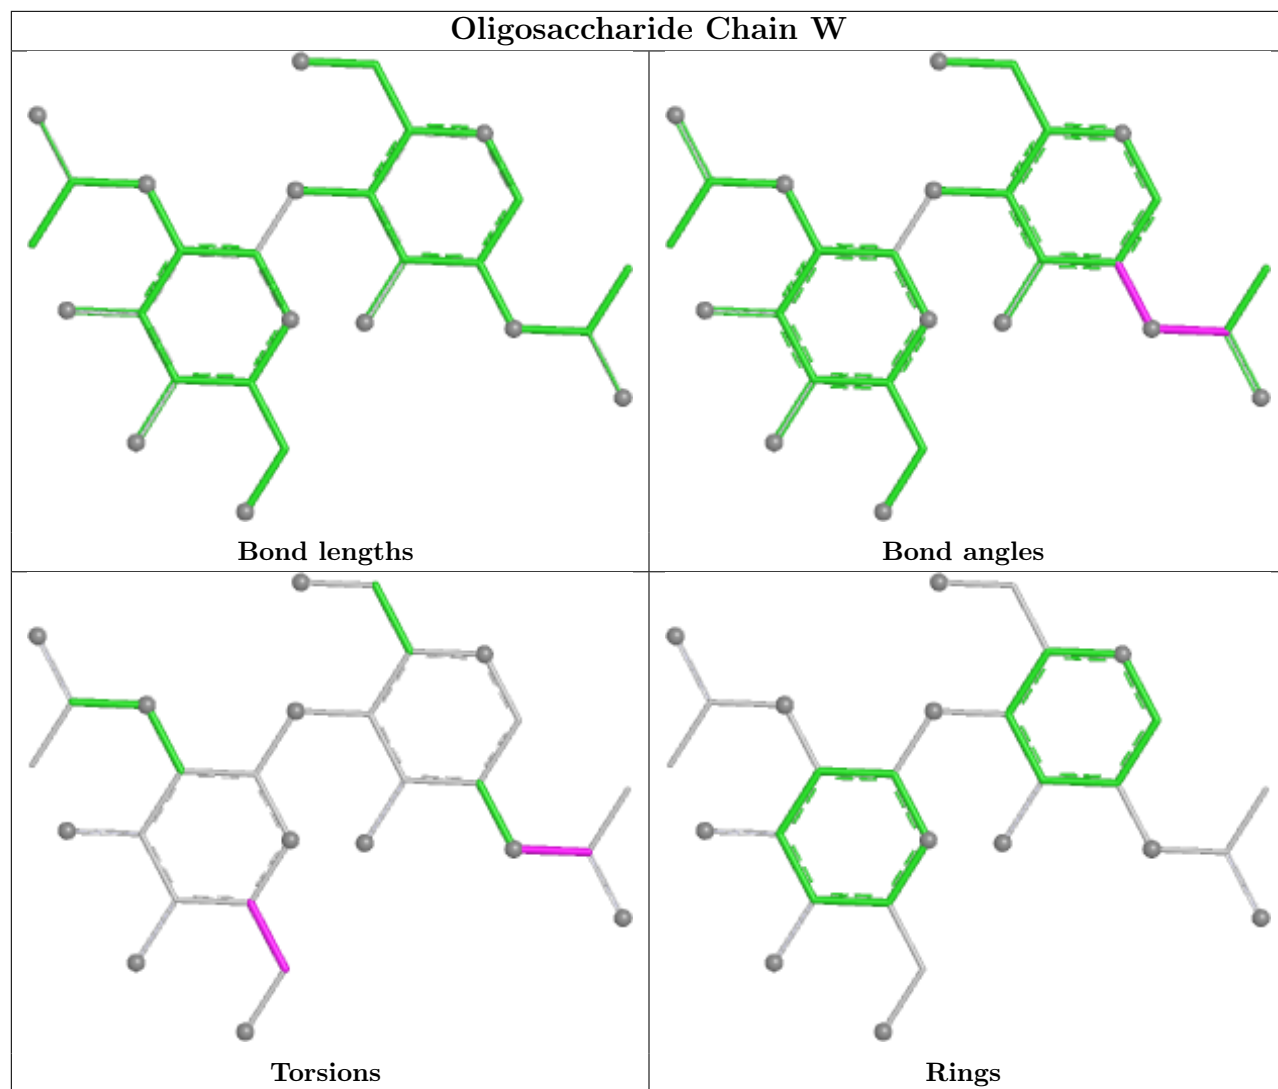 Oligosaccharide Chain W
Bond lengths
Bond angles
Torsions
Rings